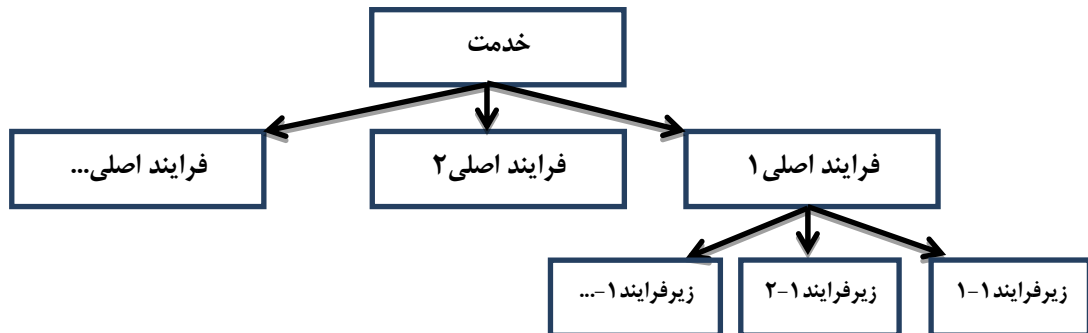 خدمت
فرایند اصلی۱
فرایند اصلی۲
فرایند اصلی...
زیرفرایند۱-۱
زیرفرایند۱-۲
زیرفرایند۱-...